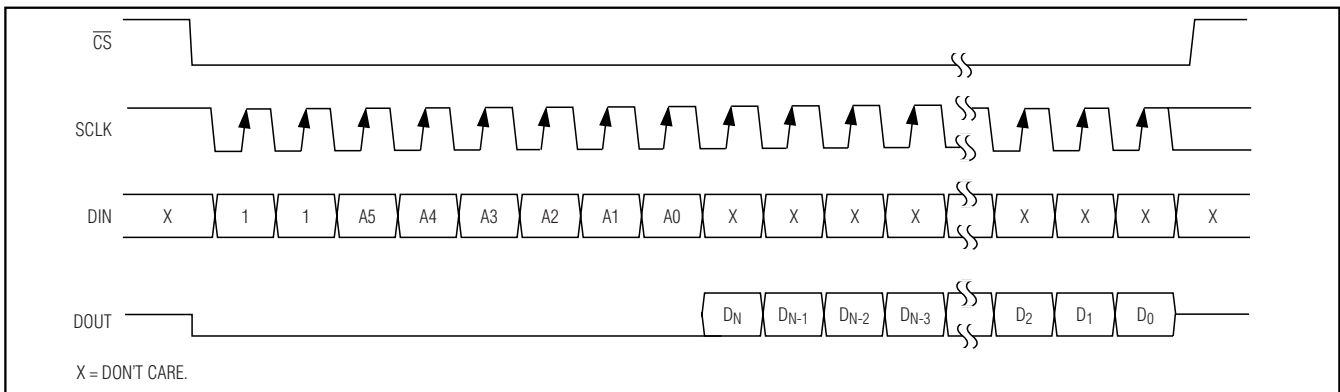 CS
SCLK
DIN X 1 1 A5 A4 A3 A2 A1 A0 X X X X X X X X
DOUT DN DN-1 DN-2 DN-3 D2 D1 D0
X = DON'T CARE.